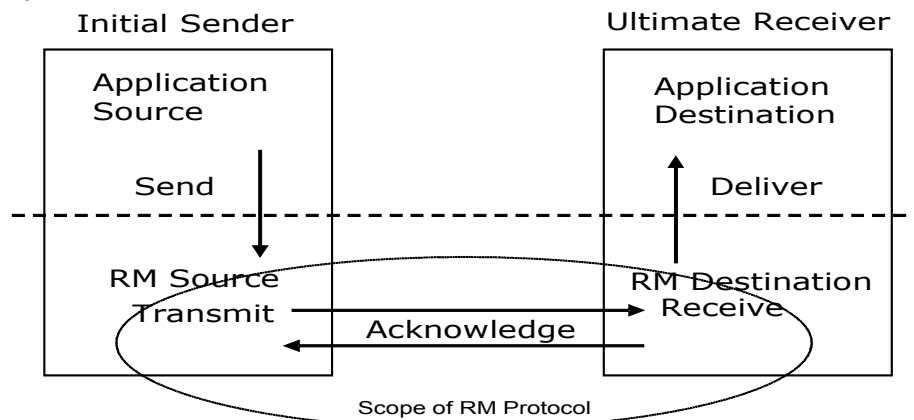 Initial Sender
Ultimate Receiver
Application
Source
Application
Destination
Send
Deliver
RM Source
Transmit
RM Destination
Receive
Acknowledge
Scope of RM Protocol